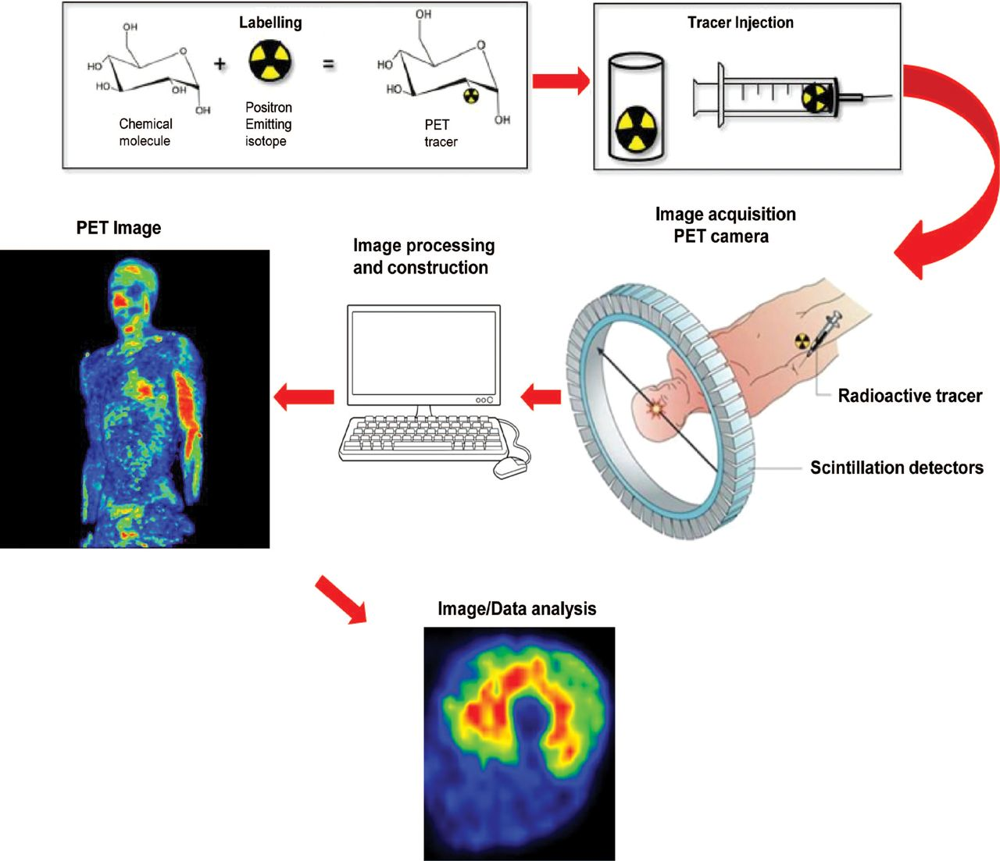 Labelling
OH
O
HO
HO
OH
OH
+
=
OH
O
HO
HO
OH
Chemical
molecule
Positron
Emitting
isotope
PET
tracer
Tracer Injection
Image acquisition
PET camera
Radioactive tracer
Scintillation detectors
Image processing
and construction
PET Image
Image/Data analysis